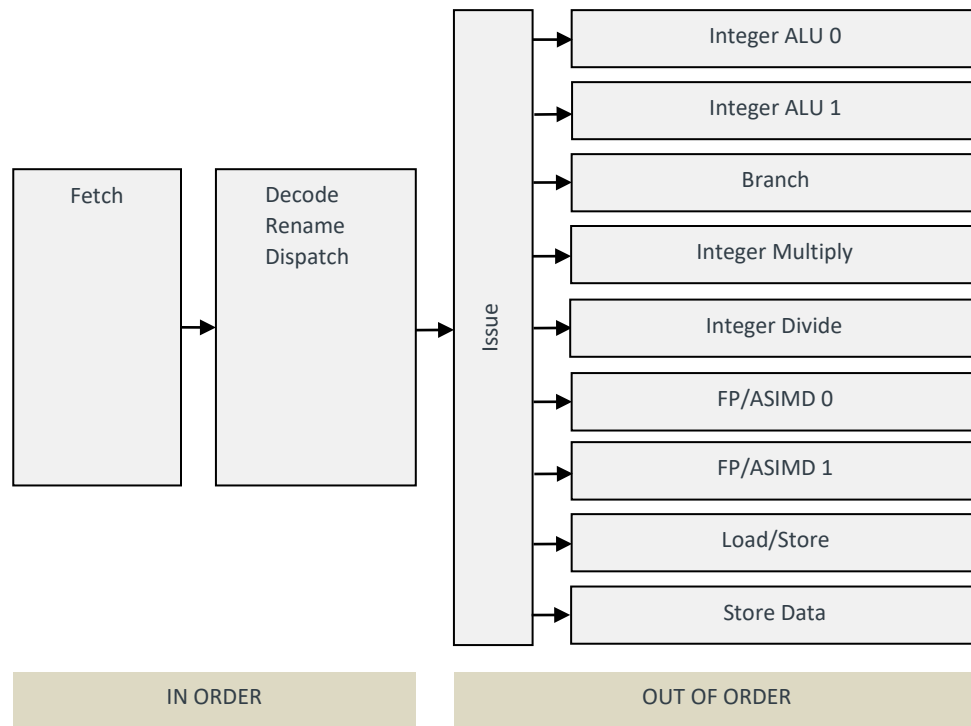 Fetch
Decode
Rename
Dispatch
Issue
Integer ALU 0
Integer ALU 1
Branch
Integer Multiply
Integer Divide
FP/ASIMD 0
FP/ASIMD 1
Load/Store
Store Data
IN ORDER
OUT OF ORDER